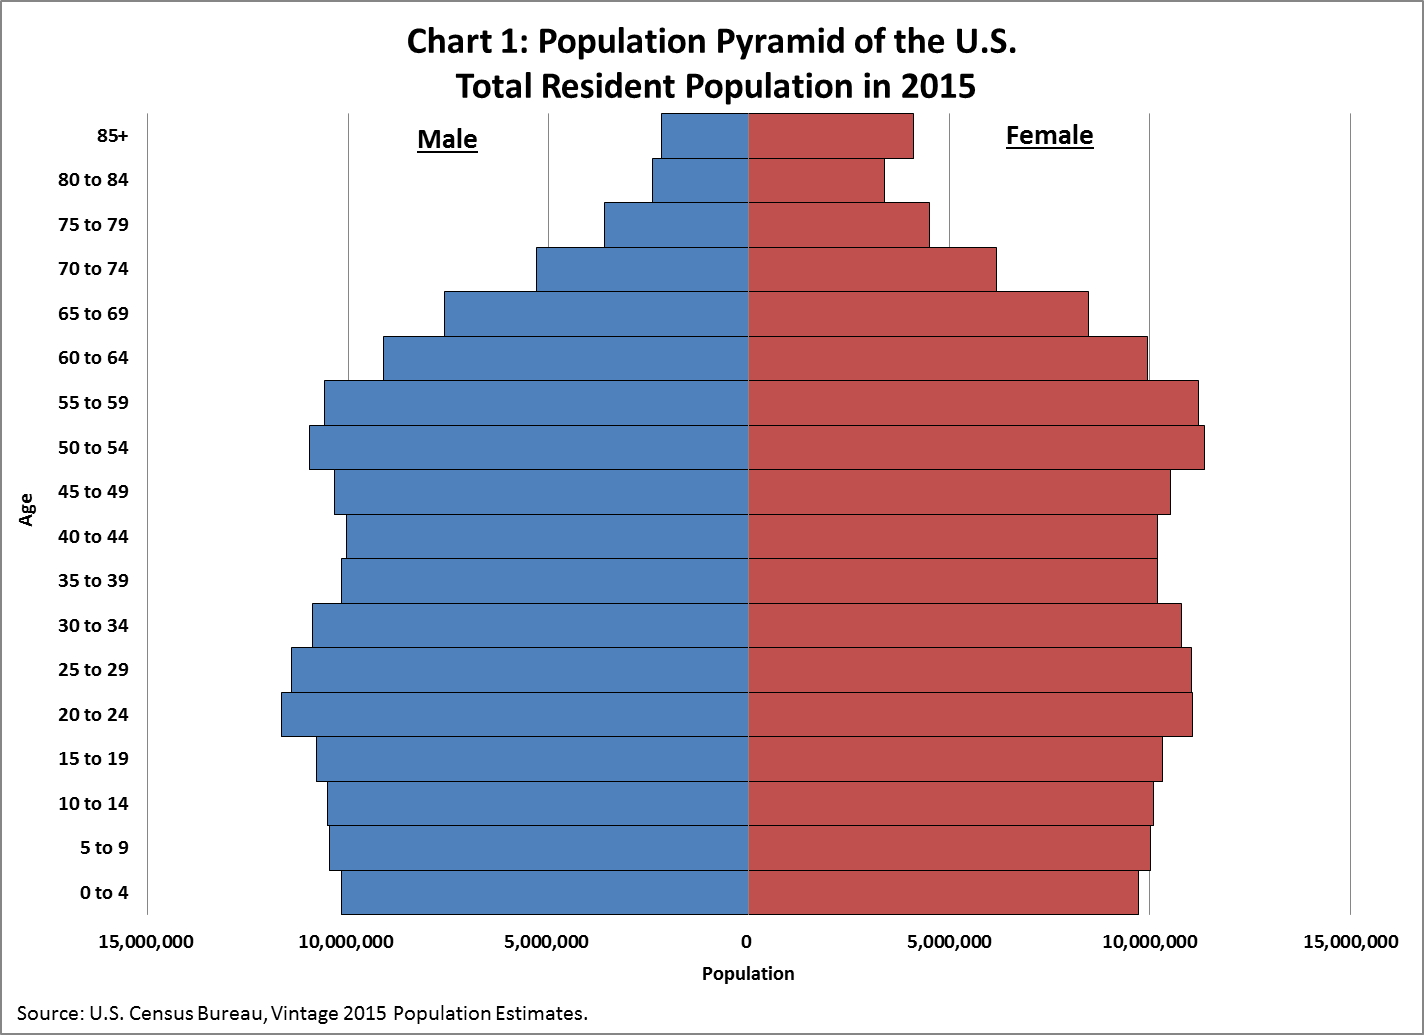 Chart 1: Population Pyramid of the U.S.
Total Resident Population in 2015
Male
Female
85+
80 to 84
75 to 79
70 to 74
65 to 69
60 to 64
55 to 59
50 to 54
45 to 49
40 to 44
35 to 39
30 to 34
25 to 29
20 to 24
15 to 19
10 to 14
5 to 9
0 to 4
Age
15,000,000 10,000,000 5,000,000 0 5,000,000 10,000,000 15,000,000
Population
Source: U.S. Census Bureau, Vintage 2015 Population Estimates.